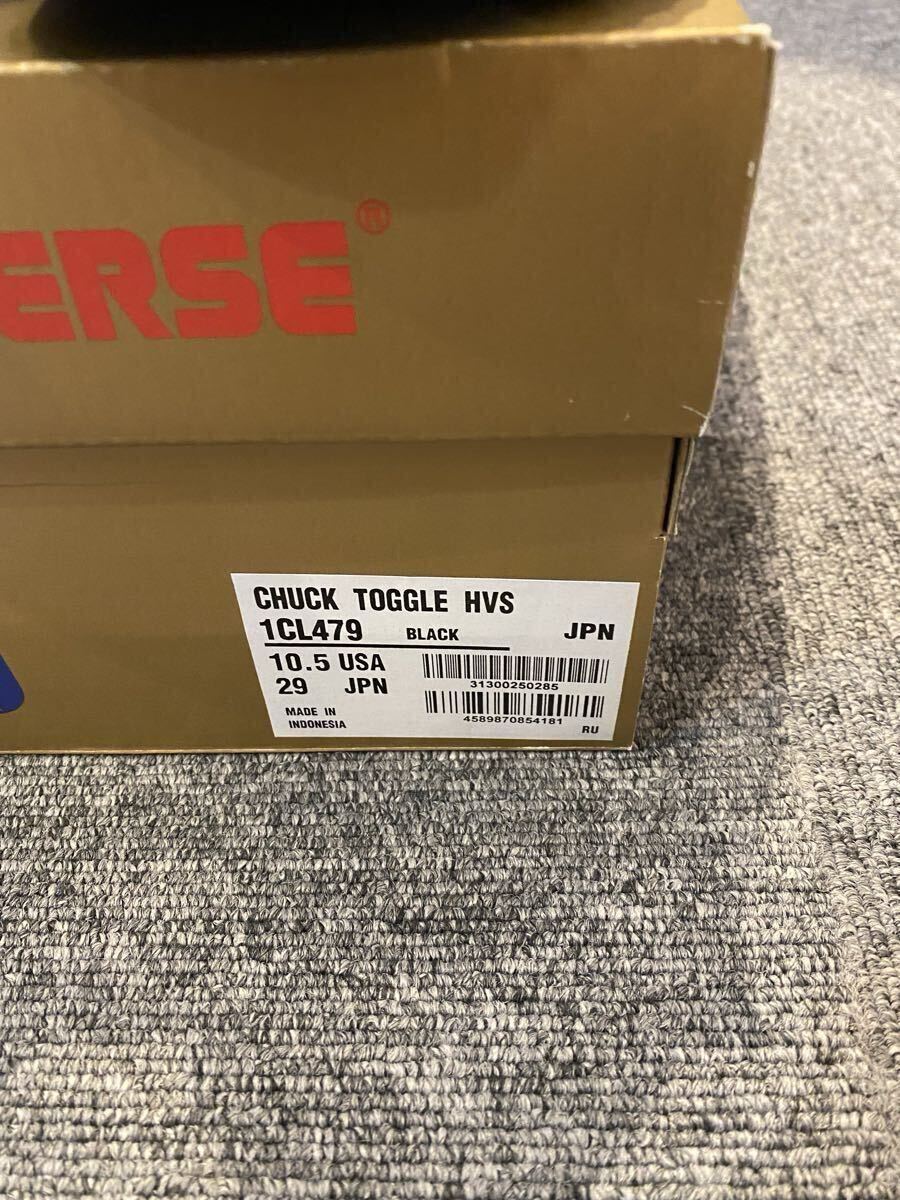 ERSE®
CHUCK TOGGLE HVS
1CL479 BLACK JPN
10.5 USA
29 JPN
31300250285
4589870854181
MADE IN
INDONESIA
RU